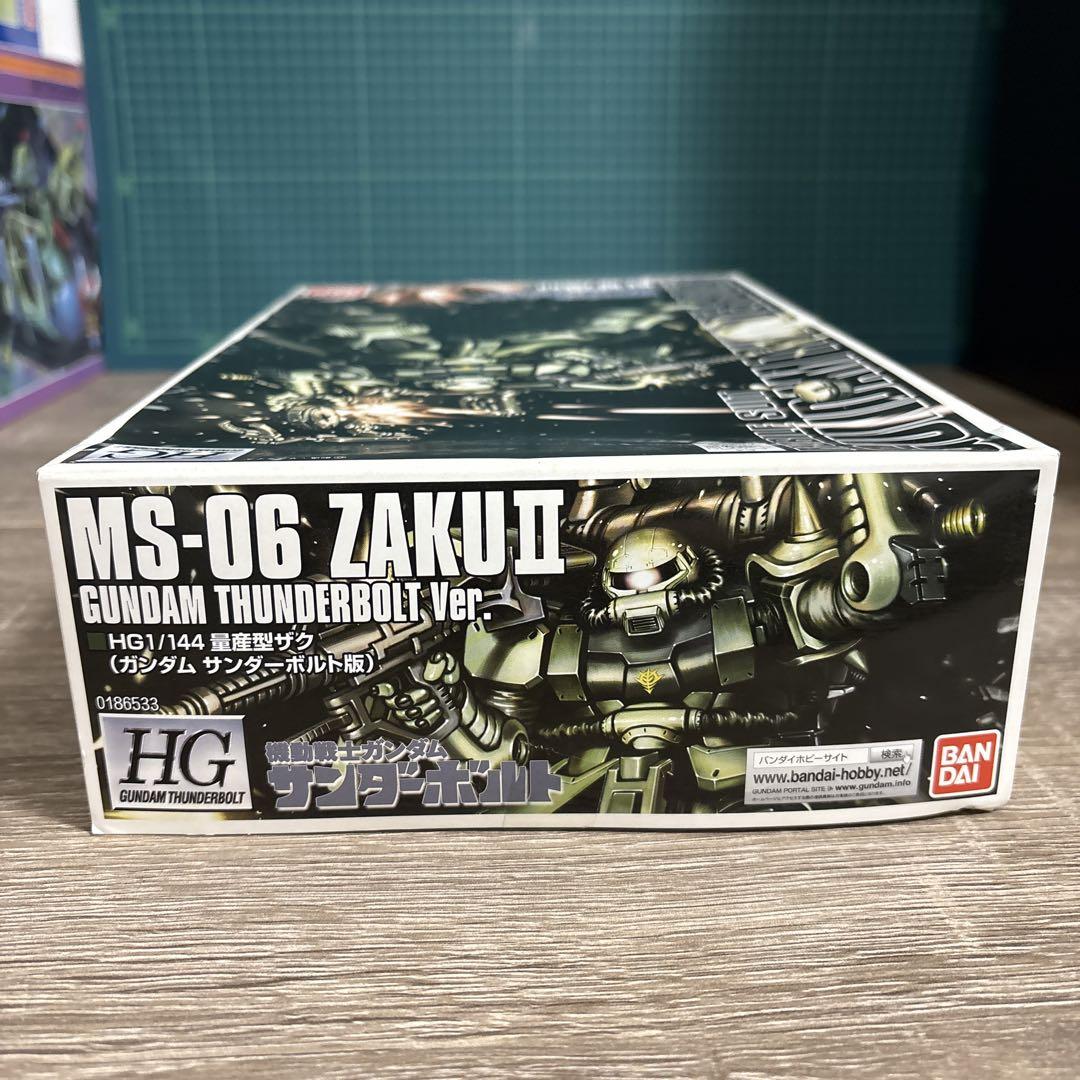 MS-06 ZAKUII
GUNDAM THUNDERBOLT Ver.
HG1/144 量産型ザク
(ガンダム サンダーボルト版)
0186533
HG
GUNDAM THUNDERBOLT
機動戦士ガンダム
サンダーボルト
バンダイホビーサイト 検索
www.bandai-hobby.net/
GUNDAM PORTAL SITE www.gundam.info
BAN
DAI